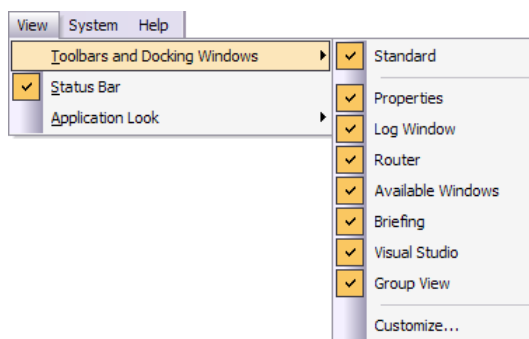 View System Help
Toolbars and Docking Windows
Status Bar
Application Look
Standard
Properties
Log Window
Router
Available Windows
Briefing
Visual Studio
Group View
Customize...